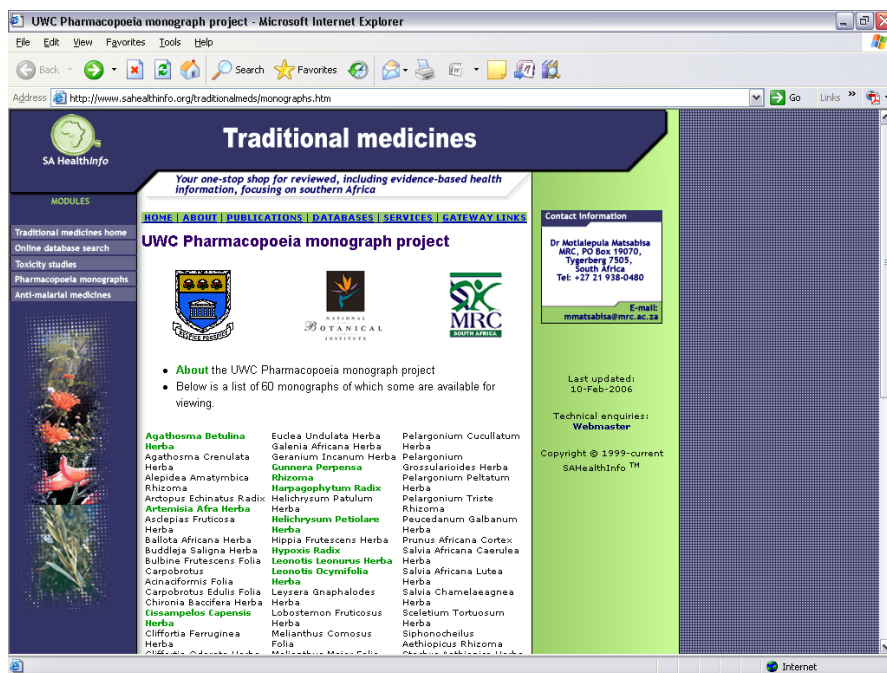 UWC Pharmacopoeia monograph project - Microsoft Internet Explorer
File Edit View Favorites Tools Help
Back Search Favorites
Address http://www.sahealthinfo.org/traditionalmeds/monographs.htm Go Links »
SA HealthInfo
Traditional medicines
Your one-stop shop for reviewed, including evidence-based health
information, focusing on southern Africa
MODULES
Traditional medicines home
Online database search
Toxicity studies
Pharmacopoeia monographs
Anti-malarial medicines
HOME | ABOUT | PUBLICATIONS | DATABASES | SERVICES | GATEWAY LINKS
UWC Pharmacopoeia monograph project
NATIONAL
BOTANICAL
INSTITUTE
MRC
SOUTH AFRICA
• About the UWC Pharmacopoeia monograph project
• Below is a list of 60 monographs of which some are available for
viewing.
Agathosma Betulina
Herba
Agathosma Crenulata
Herba
Alepidea Amatymbica
Rhizoma
Arctopus Echinatus Radix
Artemisia Afra Herba
Asclepias Fruticosa
Herba
Ballota Africana Herba
Buddleja Saligna Herba
Bulbine Frutescens Folia
Carpobrotus
Acinaciformis Folia
Carpobrotus Edulis Folia
Chironia Baccifera Herba
Cissampelos Capensis
Herba
Cliffortia Ferruginea
Herba
Cliffortia Odorata Herba
Euclea Undulata Herba
Galenia Africana Herba
Geranium Incanum Herba
Gunnera Perpensa
Rhizoma
Harpagophytum Radix
Helichrysum Patulum
Herba
Helichrysum Petiolare
Herba
Hippia Frutescens Herba
Hypoxis Radix
Leonotis Leonurus Herba
Leonotis Ocymifolia
Herba
Leysera Gnaphalodes
Herba
Lobostemon Fruticosus
Herba
Melianthus Comosus
Folia
Melianthus Major Folia
Pelargonium Cucullatum
Herba
Pelargonium
Grossularioides Herba
Pelargonium Peltatum
Herba
Pelargonium Triste
Rhizoma
Peucedanum Galbanum
Herba
Prunus Africana Cortex
Salvia Africana Caerulea
Herba
Salvia Africana Lutea
Herba
Salvia Chamelaeagnea
Herba
Sceletium Tortuosum
Herba
Siphonochilus
Aethiopicus Rhizoma
Stachys Aethiopica Herba
Contact Information
Dr Motlalepula Matsabisa
MRC, PO Box 19070,
Tygerberg 7505,
South Africa
Tel: +27 21 938-0480
E-mail:
mmatsabisa@mrc.ac.za
Last updated:
10-Feb-2006
Technical enquiries:
Webmaster
Copyright © 1999-current
SAHealthInfo TM
Internet